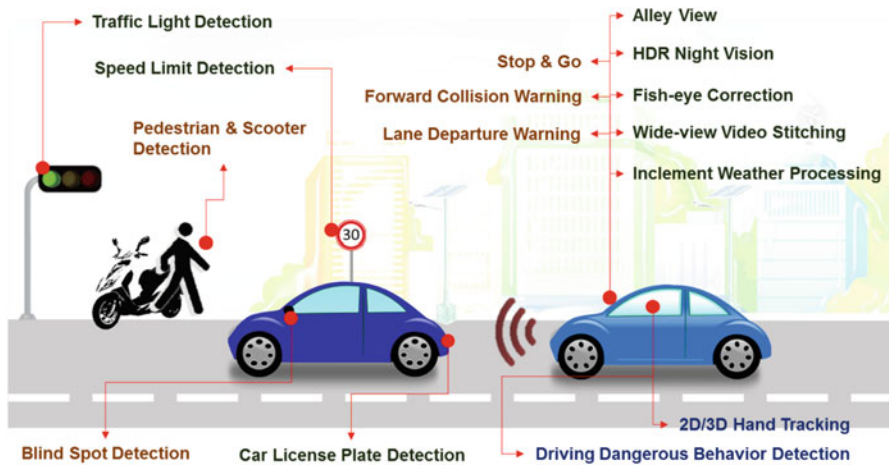 Traffic Light Detection
Speed Limit Detection
Pedestrian & Scooter
Detection
Stop & Go
Forward Collision Warning
Lane Departure Warning
Alley View
HDR Night Vision
Fish-eye Correction
Wide-view Video Stitching
Inclement Weather Processing
30
Blind Spot Detection
Car License Plate Detection
2D/3D Hand Tracking
Driving Dangerous Behavior Detection